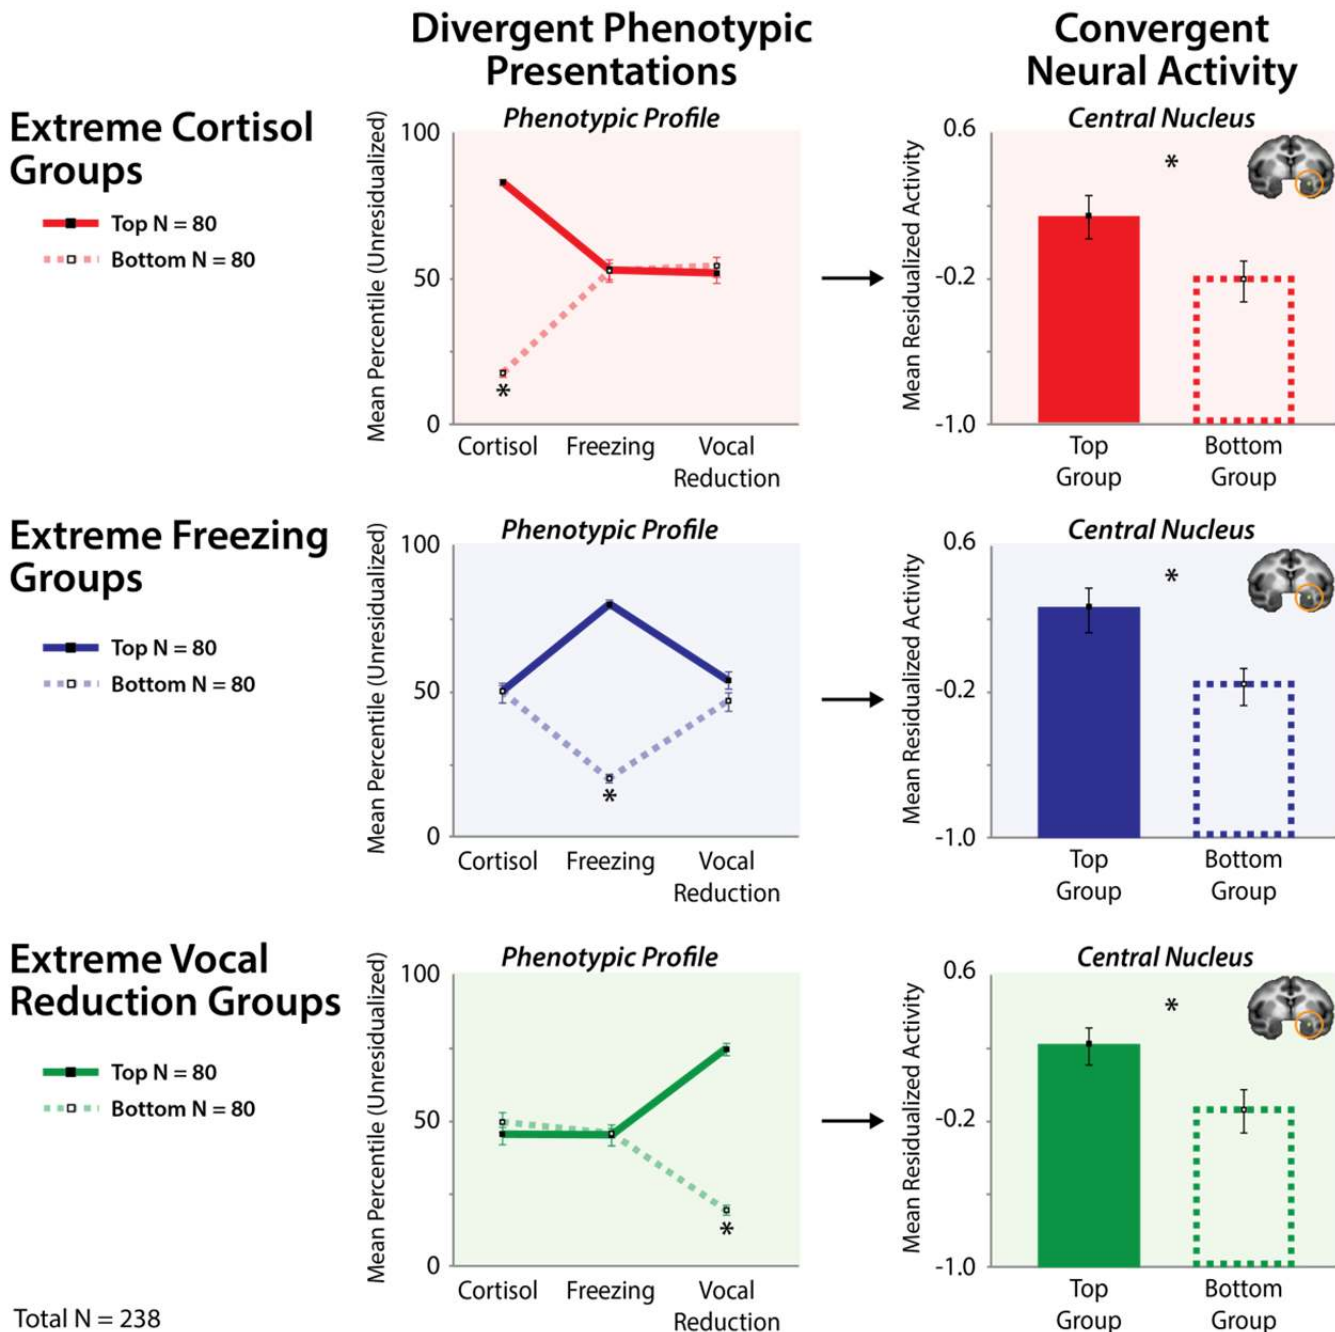 Divergent Phenotypic
Presentations
Convergent
Neural Activity
Extreme Cortisol
Groups
Top N = 80
Bottom N = 80
Phenotypic Profile
Mean Percentile (Unresidualized)
100
50
0
Cortisol
Freezing
Vocal
Reduction
*
Central Nucleus
Mean Residualized Activity
0.6
-0.2
-1.0
*
Top
Group
Bottom
Group
Extreme Freezing
Groups
Top N = 80
Bottom N = 80
Phenotypic Profile
Mean Percentile (Unresidualized)
100
50
0
Cortisol
Freezing
Vocal
Reduction
*
Central Nucleus
Mean Residualized Activity
0.6
-0.2
-1.0
*
Top
Group
Bottom
Group
Extreme Vocal
Reduction Groups
Top N = 80
Bottom N = 80
Phenotypic Profile
Mean Percentile (Unresidualized)
100
50
0
Cortisol
Freezing
Vocal
Reduction
*
Central Nucleus
Mean Residualized Activity
0.6
-0.2
-1.0
*
Top
Group
Bottom
Group
Total N = 238